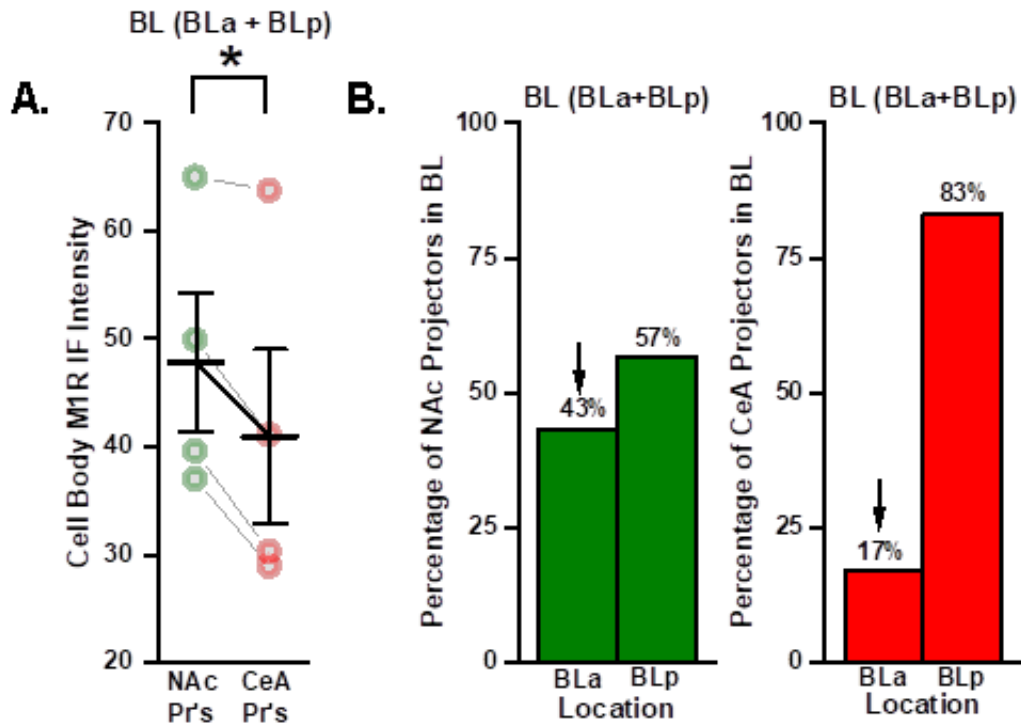 BL (BLa + BLp)
*
A.
Cell Body M1R IF Intensity
70
60
50
40
30
20
NAc Pr's
CeA Pr's
B.
BL (BLa+BLp)
Percentage of NAc Projectors in BL
100
75
50
25
0
43%
57%
BLa
BLp
Location
BL (BLa+BLp)
Percentage of CeA Projectors in BL
100
75
50
25
0
17%
83%
BLa
BLp
Location